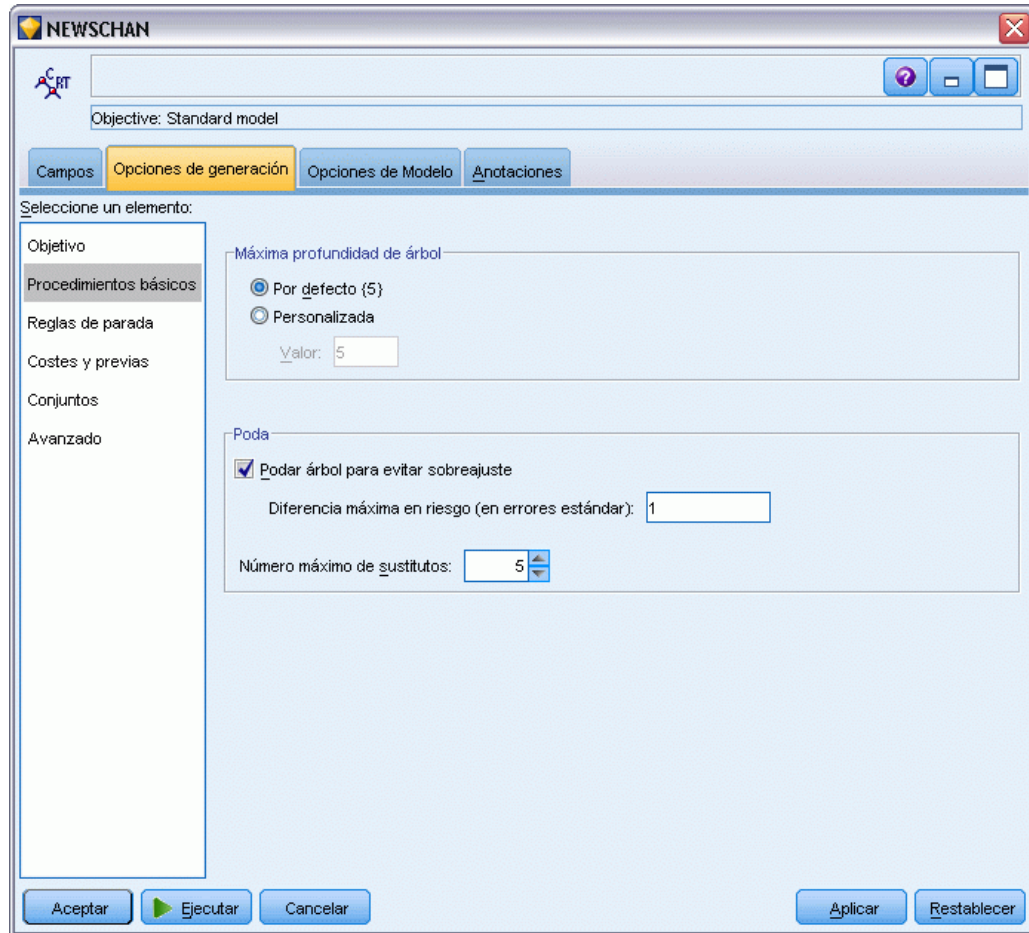 NEWSCHAN
C RT
Objective: Standard model
Campos
Opciones de generación
Opciones de Modelo
Anotaciones
Seleccione un elemento:
Objetivo
Procedimientos básicos
Reglas de parada
Costes y previas
Conjuntos
Avanzado
Máxima profundidad de árbol
Por defecto {5}
Personalizada
Valor: 5
Poda
Podar árbol para evitar sobreajuste
Diferencia máxima en riesgo (en errores estándar): 1
Número máximo de sustitutos: 5
Aceptar
Ejecutar
Cancelar
Aplicar
Restablecer